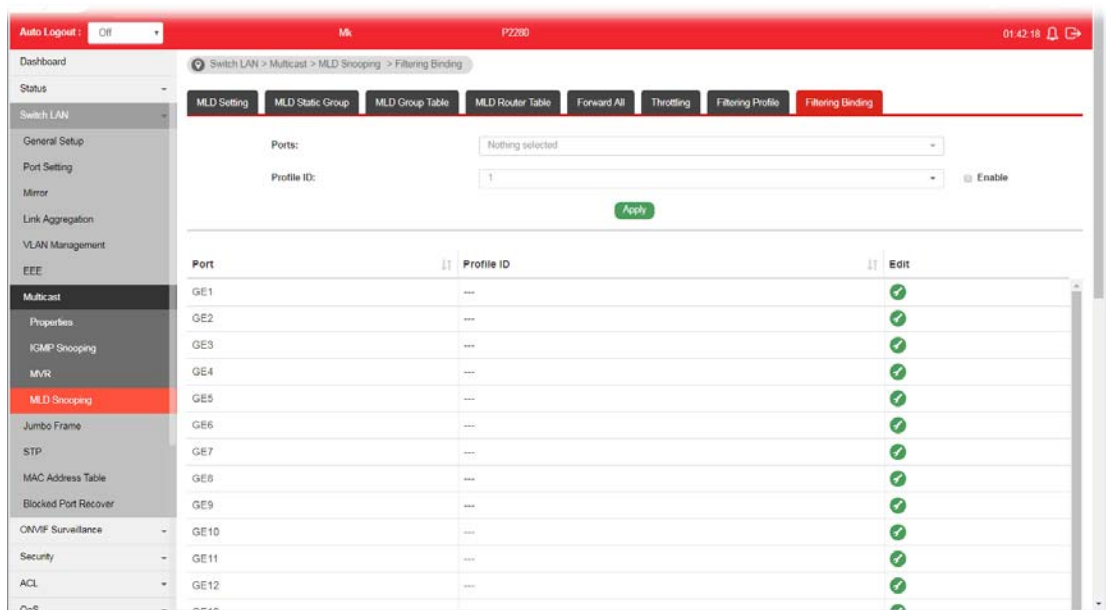 Auto Logout : Off Mk P2280 01:42:18
Dashboard
Status
Switch LAN
General Setup
Port Setting
Mirror
Link Aggregation
VLAN Management
EEE
Multicast
Properties
IGMP Snooping
MVR
MLD Snooping
Jumbo Frame
STP
MAC Address Table
Blocked Port Recover
ONVIF Surveillance
Security
ACL
QoS
Switch LAN > Multicast > MLD Snooping > Filtering Binding
MLD Setting MLD Static Group MLD Group Table MLD Router Table Forward All Throttling Filtering Profile Filtering Binding
Ports: Nothing selected
Profile ID: 1 Enable
Apply
Port Profile ID Edit
GE1 ---
GE2 ---
GE3 ---
GE4 ---
GE5 ---
GE6 ---
GE7 ---
GE8 ---
GE9 ---
GE10 ---
GE11 ---
GE12 ---